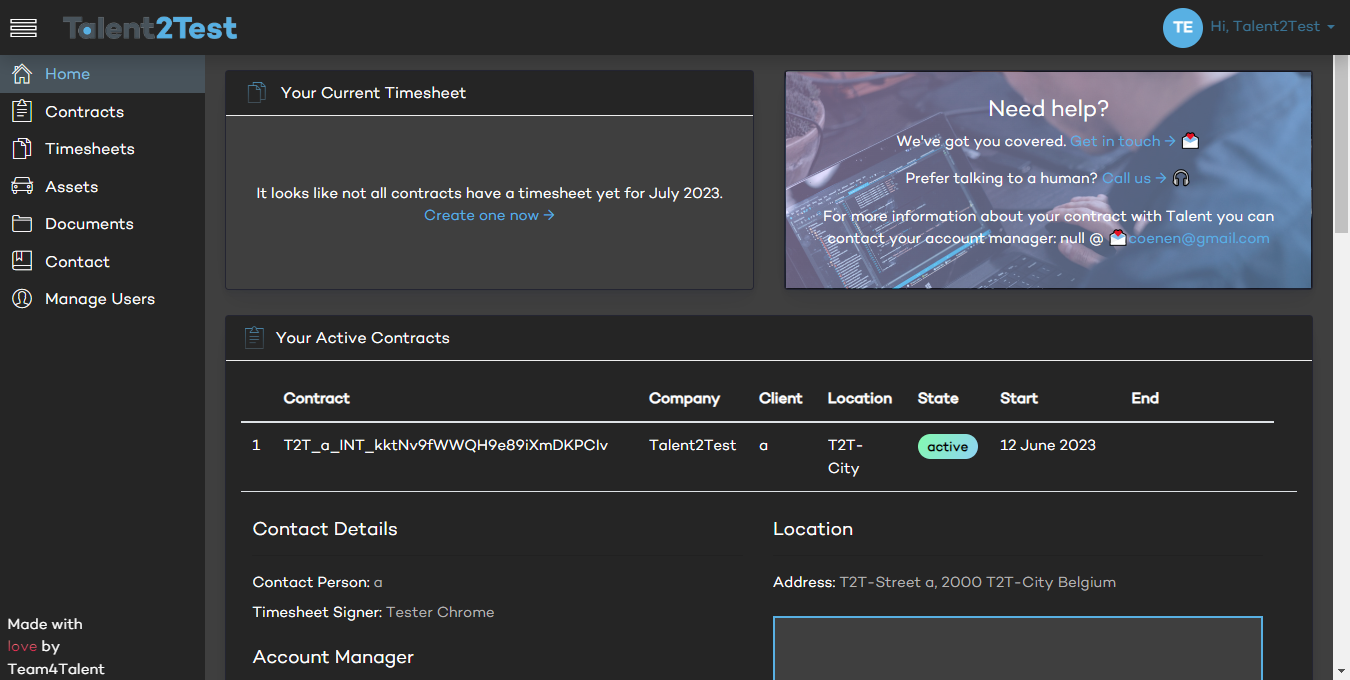 Talent2Test
TE
Hi, Talent2Test
Home
Contracts
Timesheets
Assets
Documents
Contact
Manage Users
Made with
love by
Team4Talent
Your Current Timesheet
It looks like not all contracts have a timesheet yet for July 2023.
Create one now →
Need help?
We've got you covered. Get in touch →
Prefer talking to a human? Call us →
For more information about your contract with Talent you can
contact your account manager: null @ coenen@gmail.com
Your Active Contracts
Contract Company Client Location State Start End
1 T2T_a_INT_kktNv9fWWQH9e89iXmDKPCIv Talent2Test a T2T- active 12 June 2023
City
Contact Details
Contact Person: a
Timesheet Signer: Tester Chrome
Account Manager
Location
Address: T2T-Street a, 2000 T2T-City Belgium